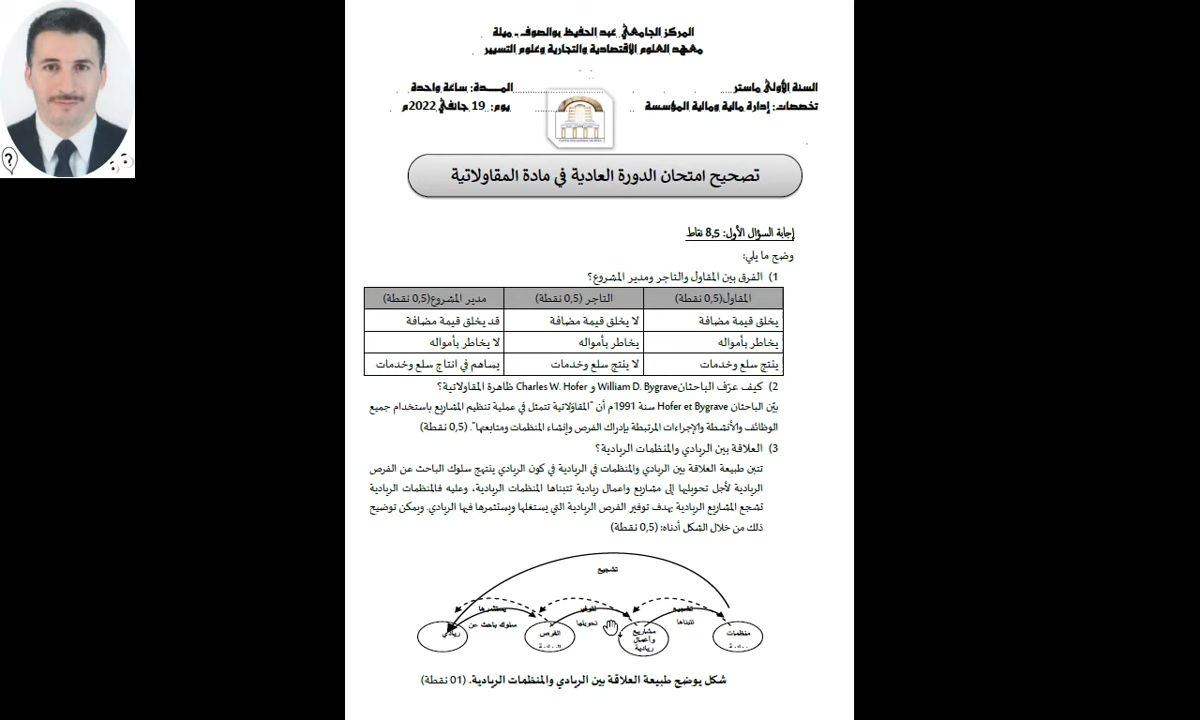 المركز الجامعي عبد الحفيظ بوالصوف - ميلة
معهد العلوم الاقتصادية والتجارية وعلوم التسيير
السنة الأولى ماستر
المـــدة: ساعة واحدة
تخصصات: إدارة مالية ومالية المؤسسة
يوم: 19 جانفي 2022م
تصحيح امتحان الدورة العادية في مادة المقاولاتية
إجابة السؤال الأول: 8,5 نقاط
وضح ما يلي:
1) الفرق بين المقاول والتاجر ومدير المشروع؟
المقاول(0,5 نقطة) التاجر (0,5 نقطة) مدير المشروع(0,5 نقطة)
يخلق قيمة مضافة لا يخلق قيمة مضافة قد يخلق قيمة مضافة
يخاطر بأمواله يخاطر بأمواله لا يخاطر بأمواله
ينتج سلع وخدمات لا ينتج سلع وخدمات يساهم في انتاج سلع وخدمات
2) كيف عرّف الباحثان William D. Bygrave و Charles W. Hofer ظاهرة المقاولاتية؟
بيّن الباحثان Hofer et Bygrave سنة 1991م أن "المقاولاتية تتمثل في عملية تنظيم المشاريع باستخدام جميع
الوظائف والأنشطة والإجراءات المرتبطة بإدراك الفرص وإنشاء المنظمات ومتابعتها". (0,5 نقطة)
3) العلاقة بين الريادي والمنظمات الريادية؟
تتبن طبيعة العلاقة بين الريادي والمنظمات في الريادية في كون الريادي ينتهج سلوك الباحث عن الفرص
الريادية لأجل تحويلها إلى مشاريع واعمال ريادية تتبناها المنظمات الريادية، وعليه فالمنظمات الريادية
تشجع المشاريع الريادية بهدف توفير الفرص الريادية التي يستغلها ويستثمرها فيها الريادي. ويمكن توضيح
ذلك من خلال الشكل أدناه: (0,5 نقطة)
تشجيع
يستثمرها
لتوفير
تشجيع
سلوك باحث عن
تحويلها
تتبناها
ريادي
الفرص
الريادية
مشاريع
وأعمال
ريادية
منظمات
ريادية
شكل يوضح طبيعة العلاقة بين الريادي والمنظمات الريادية. (01 نقطة)